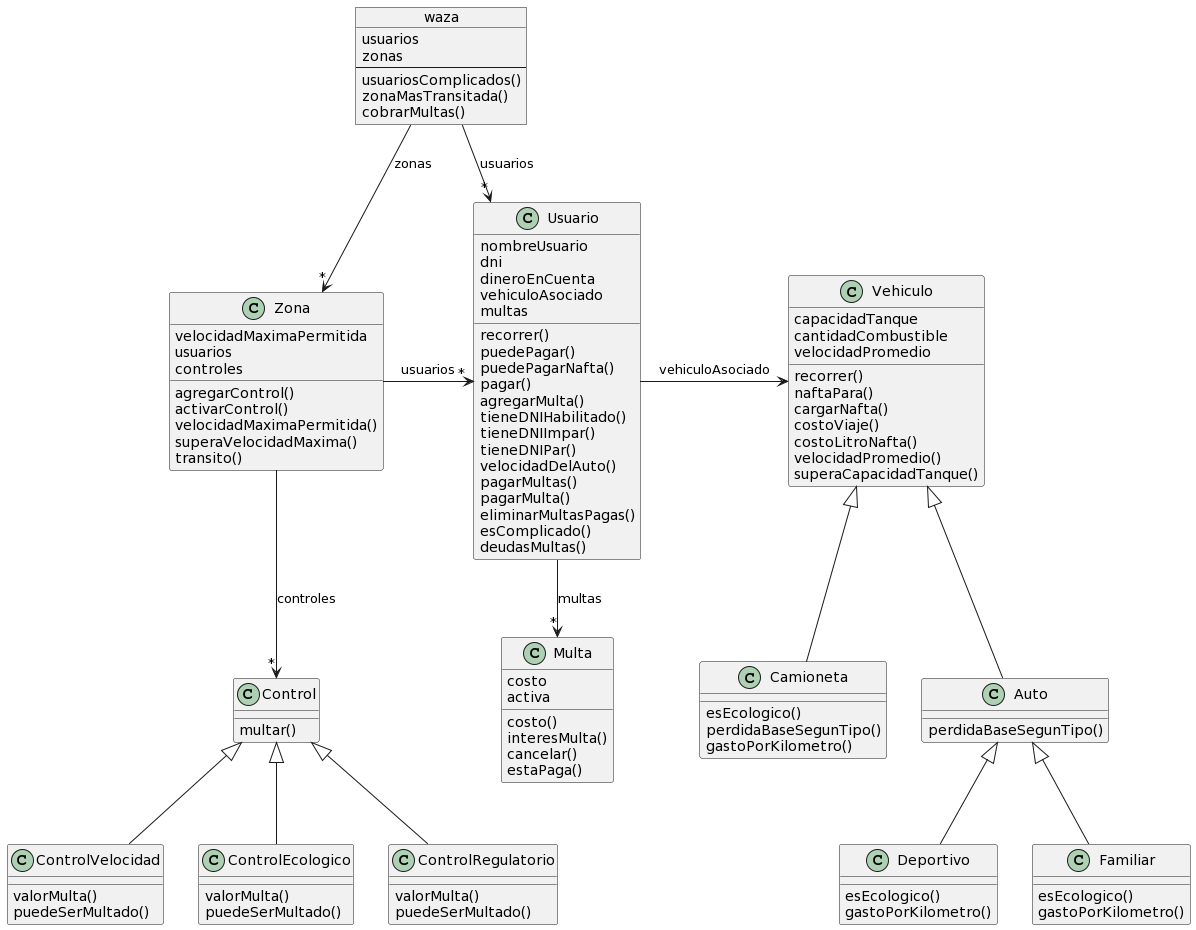 waza
usuarios
zonas
usuariosComplicados()
zonaMasTransitada()
cobrarMultas()
zonas
usuarios
*
*
C Usuario
nombreUsuario
dni
dineroEnCuenta
vehiculoAsociado
multas
recorrer()
puedePagar()
puedePagarNafta()
pagar()
agregarMulta()
tieneDNIHabilitado()
tieneDNIImpar()
tieneDNIPar()
velocidadDelAuto()
pagarMultas()
pagarMulta()
eliminarMultasPagas()
esComplicado()
deudasMultas()
C Zona
velocidadMaximaPermitida
usuarios
controles
agregarControl()
activarControl()
velocidadMaximaPermitida()
superaVelocidadMaxima()
transito()
usuarios *
vehiculoAsociado
C Vehiculo
capacidadTanque
cantidadCombustible
velocidadPromedio
recorrer()
naftaPara()
cargarNafta()
costoViaje()
costoLitroNafta()
velocidadPromedio()
superaCapacidadTanque()
controles
*
multas
*
C Control
multar()
C Multa
costo
activa
costo()
interesMulta()
cancelar()
estaPaga()
C Camioneta
esEcologico()
perdidaBaseSegunTipo()
gastoPorKilometro()
C Auto
perdidaBaseSegunTipo()
C ControlVelocidad
valorMulta()
puedeSerMultado()
C ControlEcologico
valorMulta()
puedeSerMultado()
C ControlRegulatorio
valorMulta()
puedeSerMultado()
C Deportivo
esEcologico()
gastoPorKilometro()
C Familiar
esEcologico()
gastoPorKilometro()